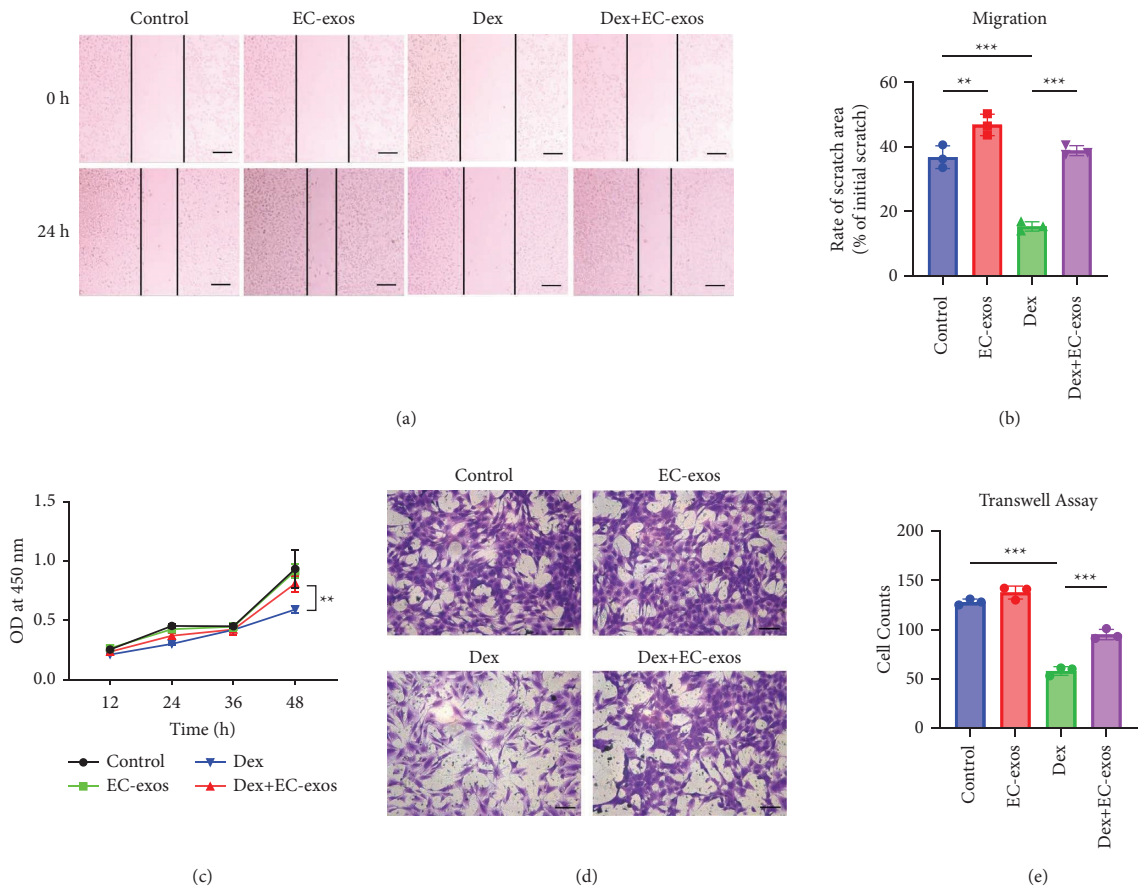 Control
EC-exos
Dex
Dex+EC-exos
0 h
24 h
(a)
Migration
***
**
***
Rate of scratch area
(% of initial scratch)
60
40
20
0
Control
EC-exos
Dex
Dex+EC-exos
(b)
OD at 450 nm
1.5
1.0
0.5
0.0
**
12
24
36
48
Time (h)
Control
EC-exos
Dex
Dex+EC-exos
(c)
Control
EC-exos
Dex
Dex+EC-exos
(d)
Transwell Assay
***
***
Cell Counts
200
150
100
50
0
Control
EC-exos
Dex
Dex+EC-exos
(e)